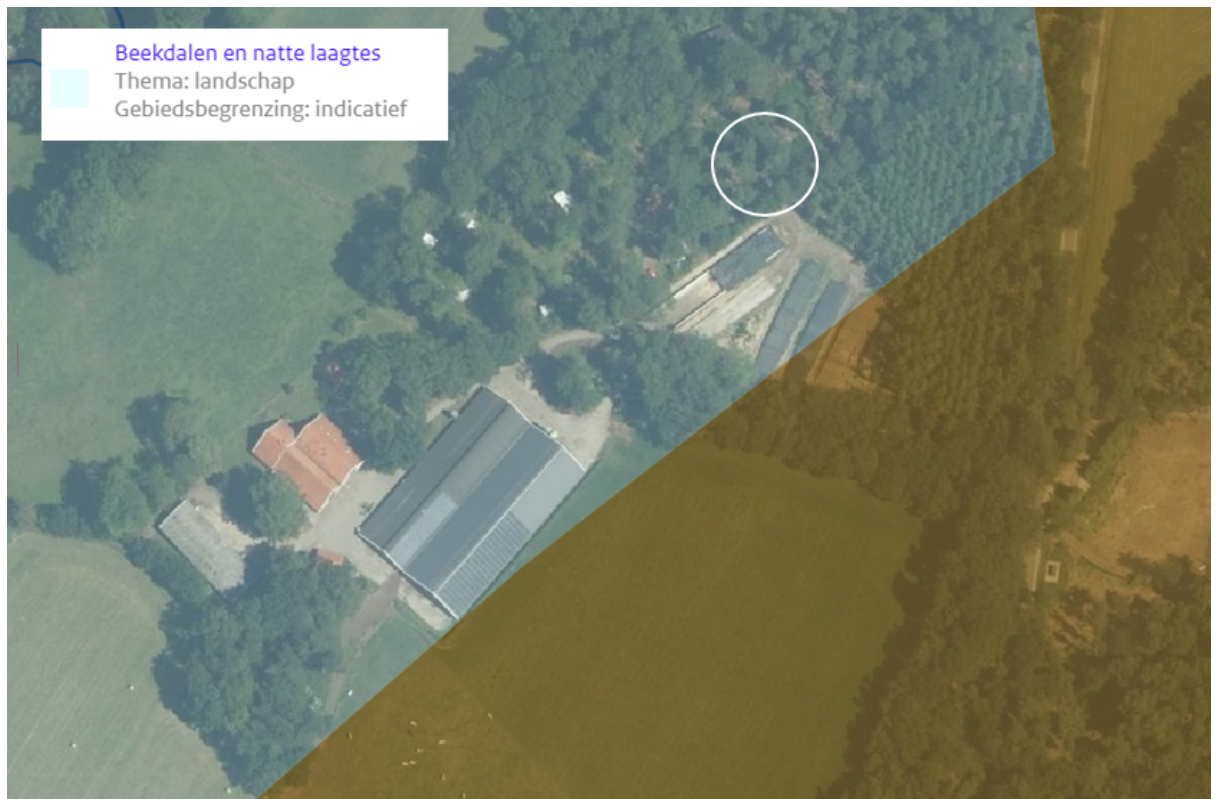 Beekdalen en natte laagtes
Thema: landschap
Gebiedsbegrenzing: indicatief